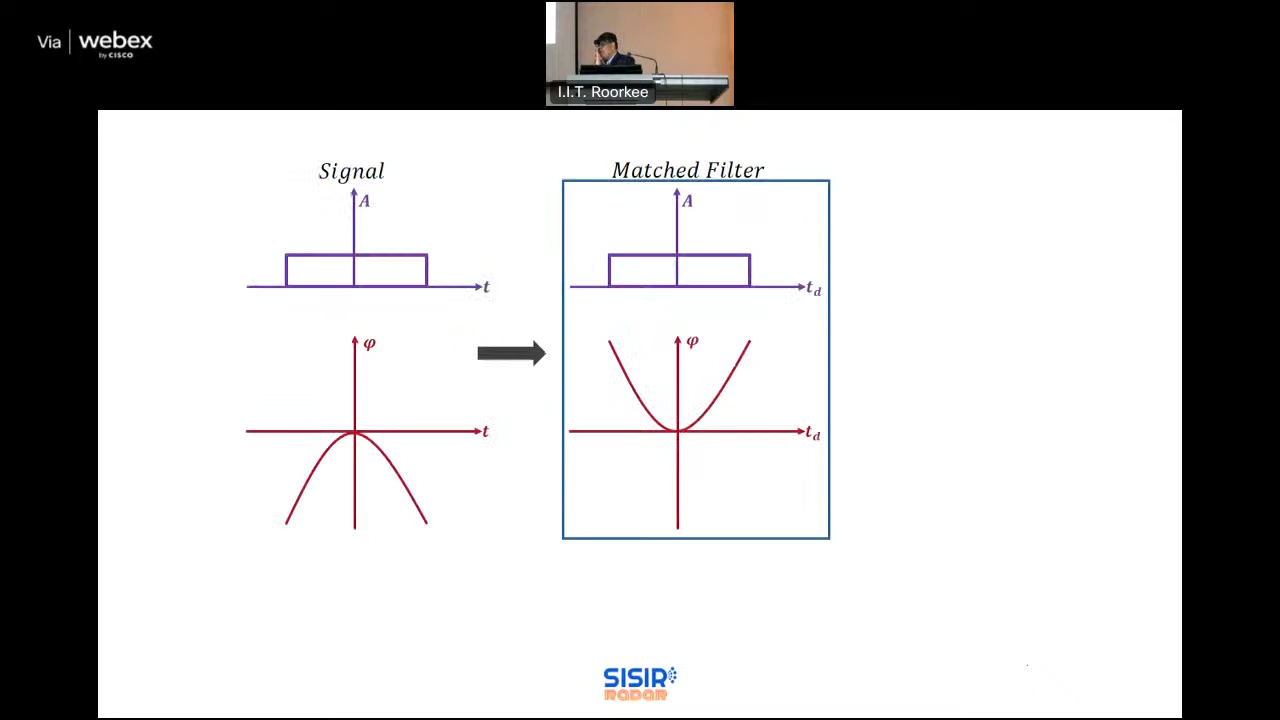 Via webex
by CISCO
I.I.T. Roorkee
Signal
Matched Filter
A
A
t
t_d
φ
φ
t
t_d
SISIR
RADAR